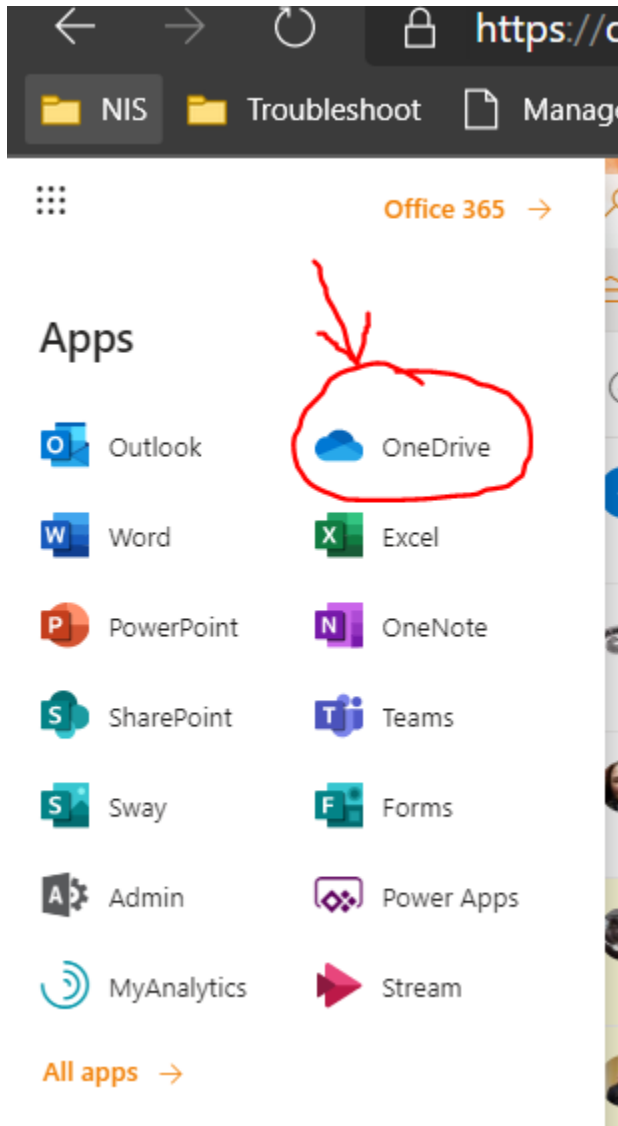 https://
NIS Troubleshoot
Office 365 →
Apps
Outlook OneDrive
Word Excel
PowerPoint OneNote
SharePoint Teams
Sway Forms
Admin Power Apps
MyAnalytics Stream
All apps →